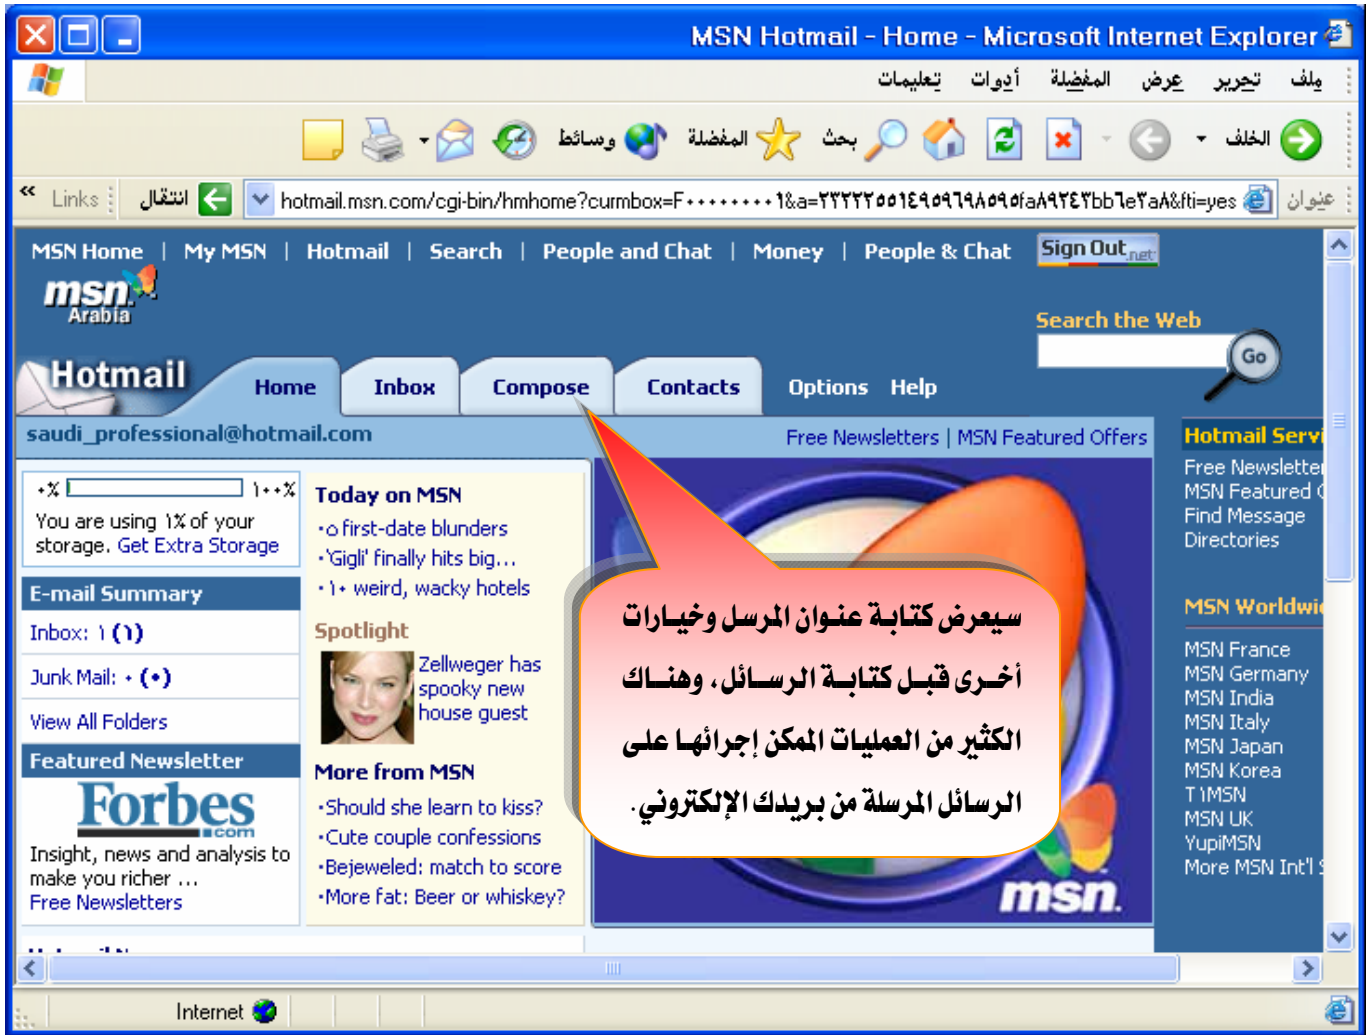 MSN Hotmail - Home - Microsoft Internet Explorer
ملف تحرير عرض المفضلة أدوات تعليمات
الخلف بحث المفضلة وسائط
عنوان hotmail.msn.com/cgi-bin/hmhome?curmbox=F٠٠٠٠٠٠٠٠١&a=٢٣٢٢٢٥٥١٤٩٥٩٦٩٨٥٩٥fa٨٩٢٤٣bb٦e٣a٨&fti=yes انتقال Links »
MSN Home | My MSN | Hotmail | Search | People and Chat | Money | People & Chat Sign Out.net
msn.
Arabia
Search the Web
Go
Hotmail Home Inbox Compose Contacts Options Help
saudi_professional@hotmail.com Free Newsletters | MSN Featured Offers
٠% ١٠٠%
You are using ١% of your
storage. Get Extra Storage
E-mail Summary
Inbox: ١ (١)
Junk Mail: ٠ (٠)
View All Folders
Featured Newsletter
Forbes
.com
Insight, news and analysis to
make you richer ...
Free Newsletters
Today on MSN
·٥ first-date blunders
·'Gigli' finally hits big...
·١٠ weird, wacky hotels
Spotlight
Zellweger has
spooky new
house guest
More from MSN
·Should she learn to kiss?
·Cute couple confessions
·Bejeweled: match to score
·More fat: Beer or whiskey?
سيعرض كتابة عنوان المرسل وخيارات
أخرى قبل كتابة الرسائل، وهناك
الكثير من العمليات الممكن إجرائها على
الرسائل المرسلة من بريدك الإلكتروني.
msn.
Hotmail Servi
Free Newslette
MSN Featured
Find Message
Directories
MSN Worldwi
MSN France
MSN Germany
MSN India
MSN Italy
MSN Japan
MSN Korea
T١MSN
MSN UK
YupiMSN
More MSN Int'l
Internet